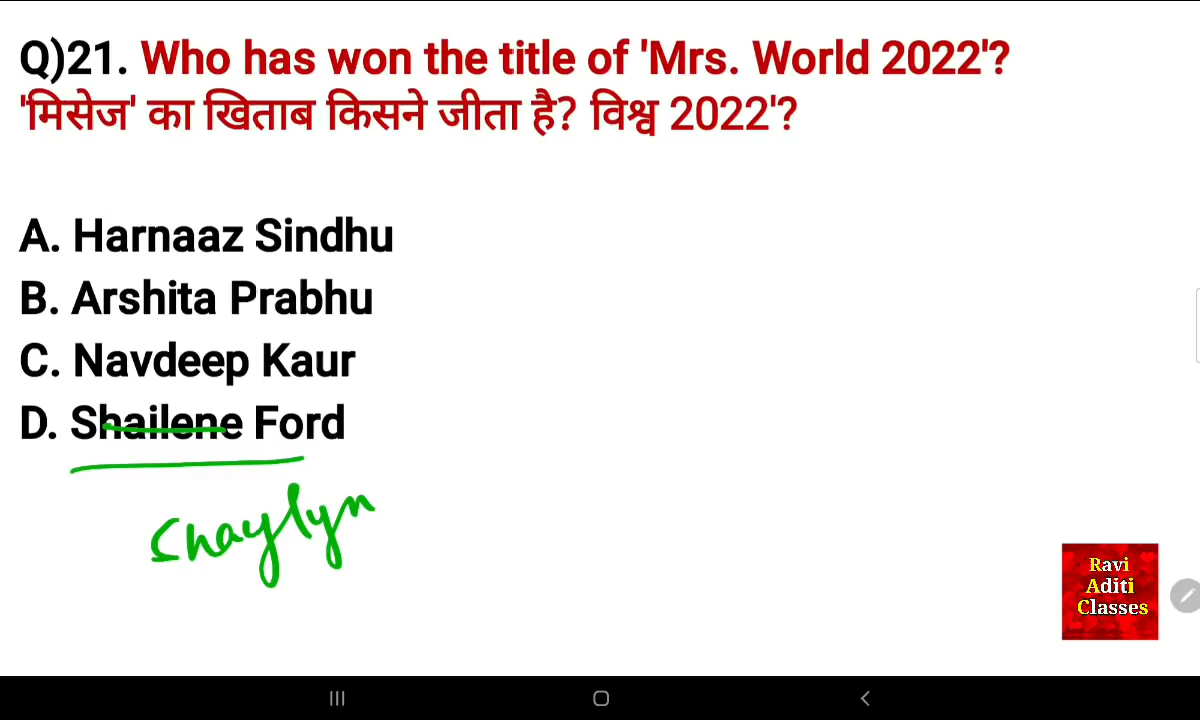 Q)21. Who has won the title of 'Mrs. World 2022'?
'मिसेज' का खिताब किसने जीता है? विश्व 2022'?
A. Harnaaz Sindhu
B. Arshita Prabhu
C. Navdeep Kaur
D. Shailene Ford
Shaylyn
Ravi
Aditi
Classes